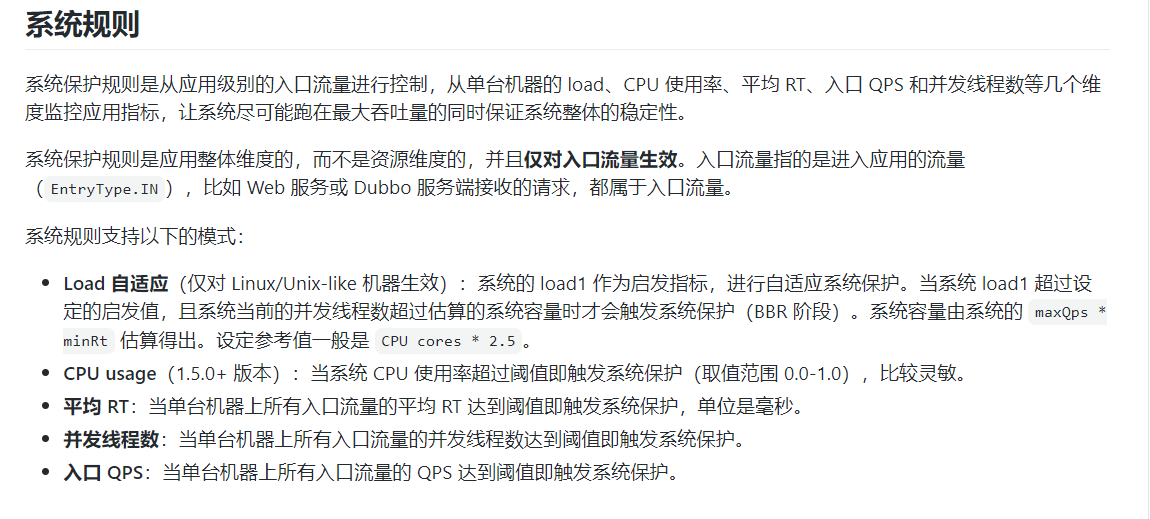 系统规则
系统保护规则是从应用级别的入口流量进行控制，从单台机器的 load、CPU 使用率、平均 RT、入口 QPS 和并发线程数等几个维
度监控应用指标，让系统尽可能跑在最大吞吐量的同时保证系统整体的稳定性。
系统保护规则是应用整体维度的，而不是资源维度的，并且仅对入口流量生效。入口流量指的是进入应用的流量
（EntryType.IN），比如 Web 服务或 Dubbo 服务端接收的请求，都属于入口流量。
系统规则支持以下的模式：
• Load 自适应（仅对 Linux/Unix-like 机器生效）：系统的 load1 作为启发指标，进行自适应系统保护。当系统 load1 超过设
定的启发值，且系统当前的并发线程数超过估算的系统容量时才会触发系统保护（BBR 阶段）。系统容量由系统的 maxQps *
minRt 估算得出。设定参考值一般是 CPU cores * 2.5。
• CPU usage（1.5.0+ 版本）：当系统 CPU 使用率超过阈值即触发系统保护（取值范围 0.0-1.0），比较灵敏。
• 平均 RT：当单台机器上所有入口流量的平均 RT 达到阈值即触发系统保护，单位是毫秒。
• 并发线程数：当单台机器上所有入口流量的并发线程数达到阈值即触发系统保护。
• 入口 QPS：当单台机器上所有入口流量的 QPS 达到阈值即触发系统保护。